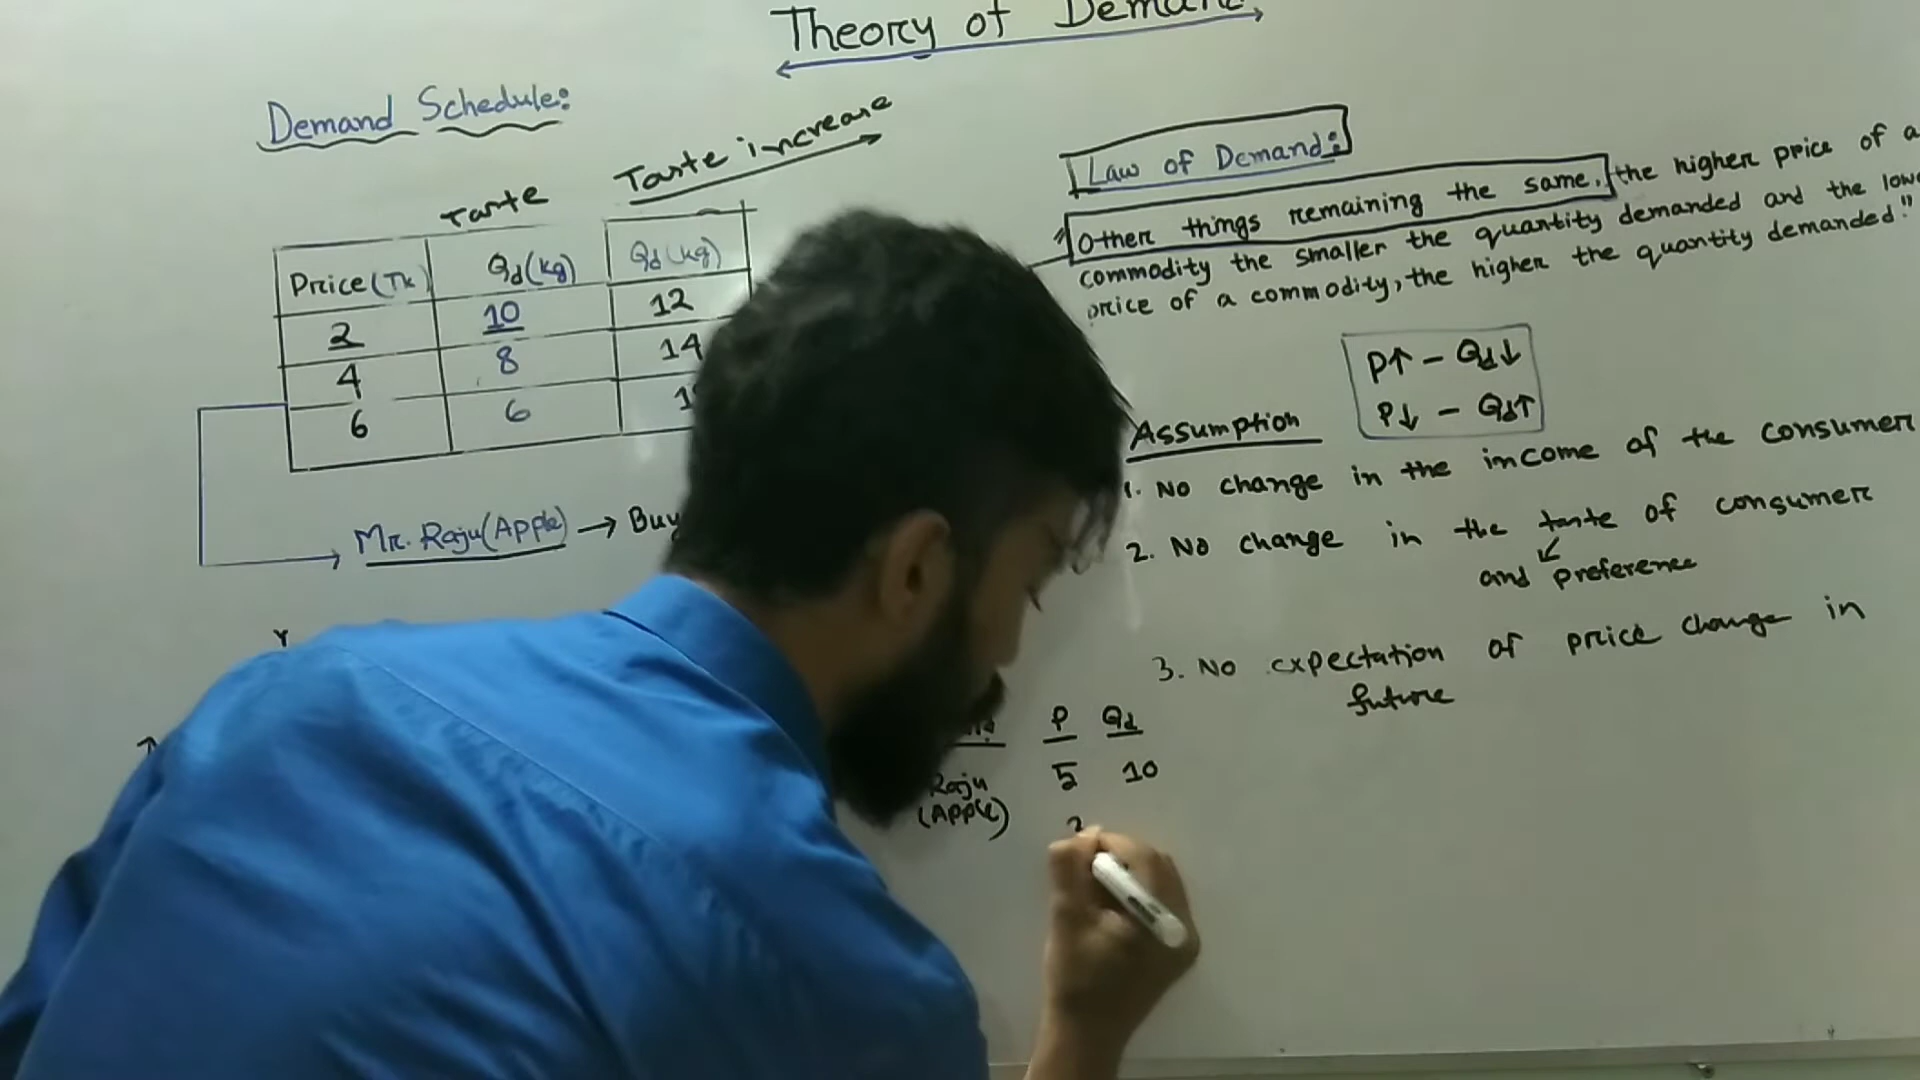 Theory of Demand
Demand Schedule:
Taste
Taste increase
Price (Tk) Qd (kg) Qd (kg)
2 10 12
4 8 14
6 6
Mr. Raju (Apple) → Buy
Y
Law of Demand:
"Other things remaining the same, the higher price of a
commodity the smaller the quantity demanded and the
price of a commodity, the higher the quantity demanded."
P↑ - Qd↓
P↓ - Qd↑
Assumption
1. No change in the income of the consumer
2. No change in the taste of consumer
and preference
3. No expectation of price change in
future
P Qd
Raju 5 10
(Apple)